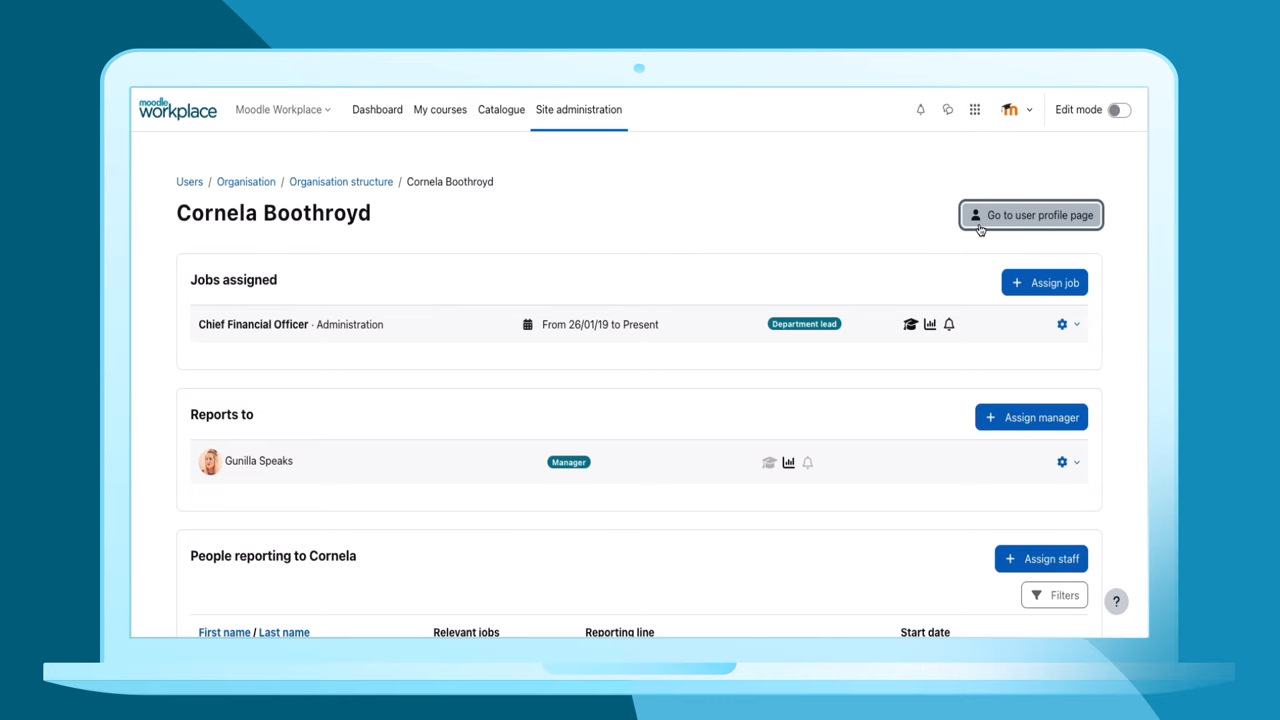 moodle
workplace
Moodle Workplace
Dashboard
My courses
Catalogue
Site administration
m
Edit mode
Users / Organisation / Organisation structure / Cornela Boothroyd
Cornela Boothroyd
Go to user profile page
Jobs assigned
+ Assign job
Chief Financial Officer · Administration
From 26/01/19 to Present
Department lead
Reports to
+ Assign manager
Gunilla Speaks
Manager
People reporting to Cornela
+ Assign staff
Filters
?
First name / Last name
Relevant jobs
Reporting line
Start date